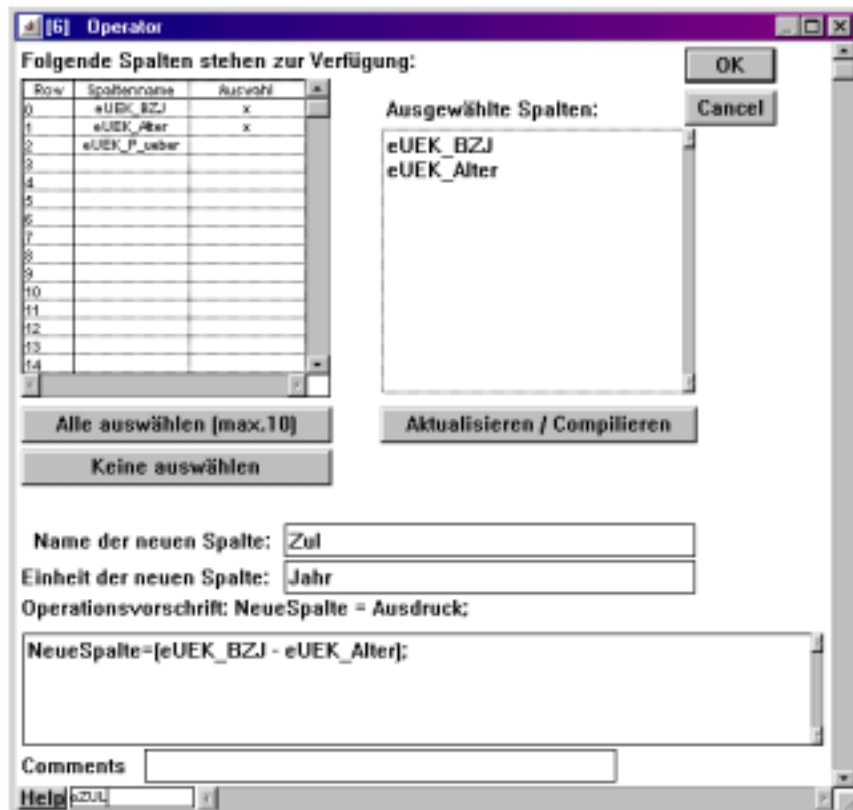 [6] Operator
Folgende Spalten stehen zur Verfügung:
OK
Row Spaltenname Auswahl
0 eUEK_BZJ x
1 eUEK_Alter x
2 eUEK_P_ueber
3
4
5
6
7
8
9
10
11
12
13
14
Ausgewählte Spalten:
Cancel
eUEK_BZJ
eUEK_Alter
Alle auswählen (max.10)
Aktualisieren / Compilieren
Keine auswählen
Name der neuen Spalte: Zul
Einheit der neuen Spalte: Jahr
Operationsvorschrift: NeueSpalte = Ausdruck;
NeueSpalte=(eUEK_BZJ - eUEK_Alter);
Comments
Help eZUL